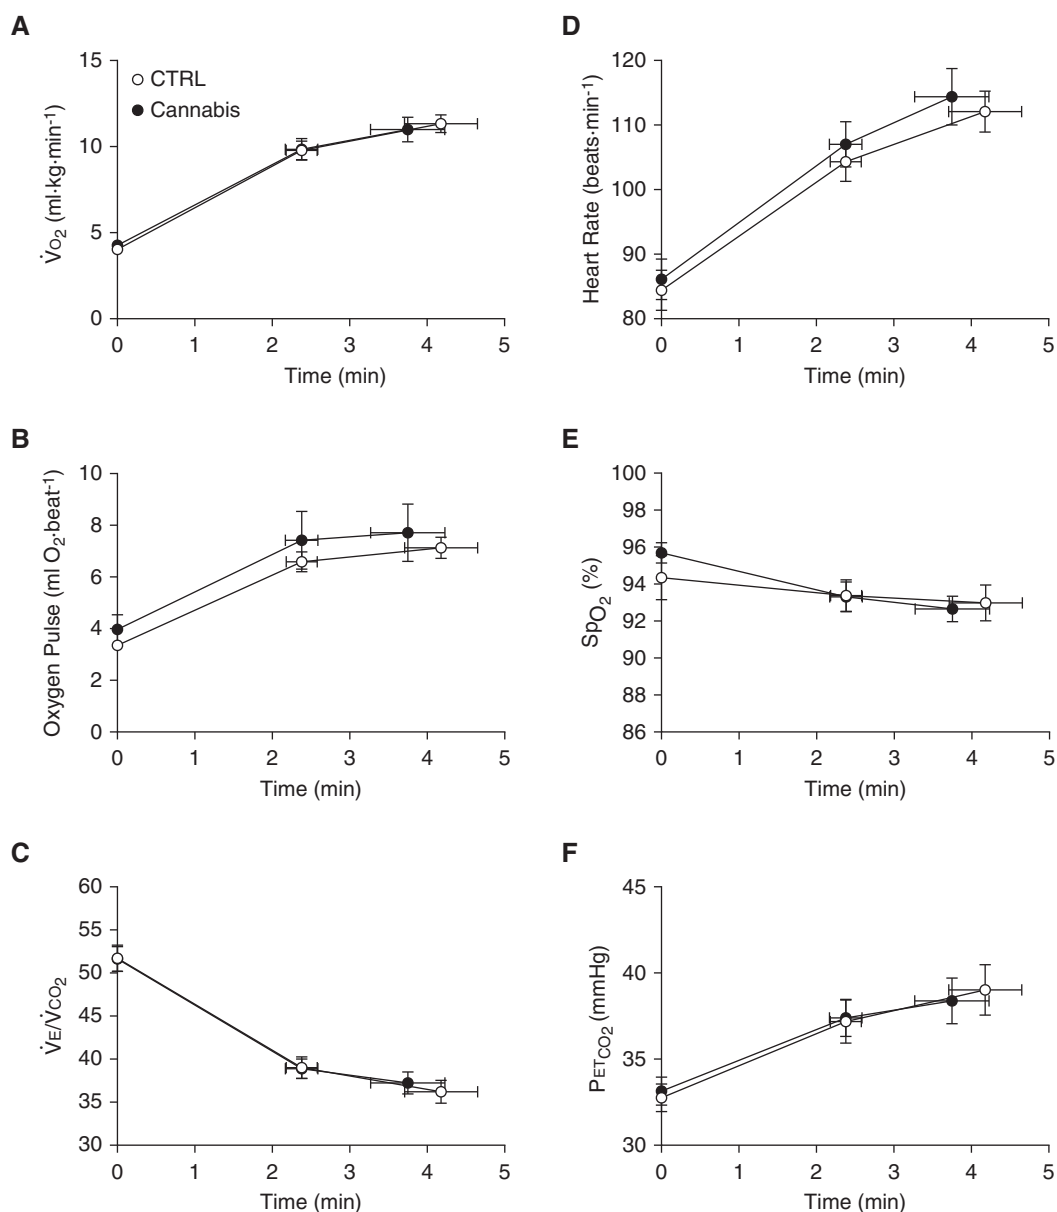 A
V̇O₂ (ml·kg·min⁻¹)
15
10
5
0
CTRL
Cannabis
0 1 2 3 4 5
Time (min)
D
Heart Rate (beats·min⁻¹)
120
110
100
90
80
0 1 2 3 4 5
Time (min)
B
Oxygen Pulse (ml O₂·beat⁻¹)
10
8
6
4
2
0
0 1 2 3 4 5
Time (min)
E
SpO₂ (%)
100
98
96
94
92
90
88
86
0 1 2 3 4 5
Time (min)
C
V̇E/V̇CO₂
60
55
50
45
40
35
30
0 1 2 3 4 5
Time (min)
F
PETCO₂ (mmHg)
45
40
35
30
0 1 2 3 4 5
Time (min)